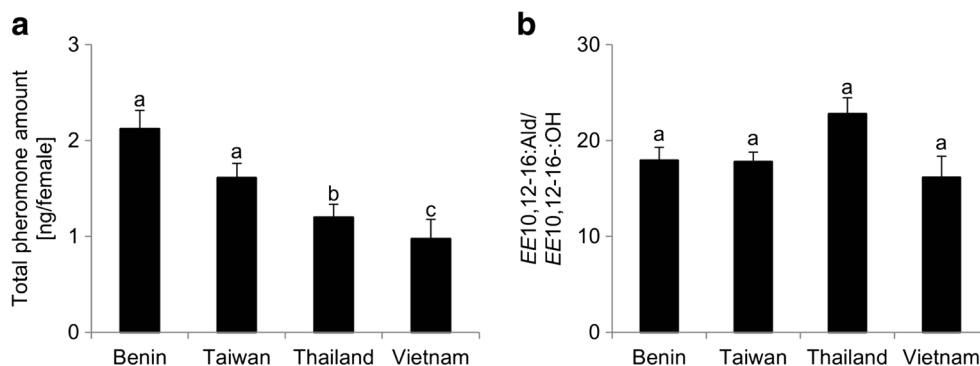 a
Total pheromone amount
[ng/female]
3
2
1
0
a
a
b
c
Benin Taiwan Thailand Vietnam
b
EE10,12-16:Ald/
EE10,12-16-:OH
30
20
10
0
a
a
a
a
Benin Taiwan Thailand Vietnam